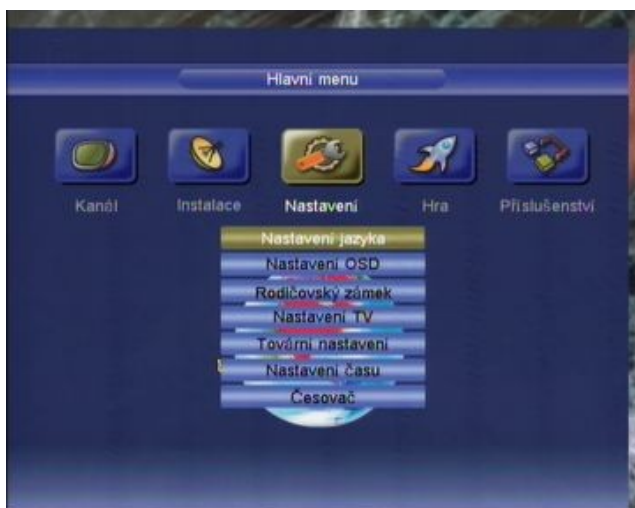 Hlavní menu
Kanál Instalace Nastavení Hra Příslušenství
Nastavení jazyka
Nastavení OSD
Rodičovský zámek
Nastavení TV
Tovární nastavení
Nastavení času
Česovač